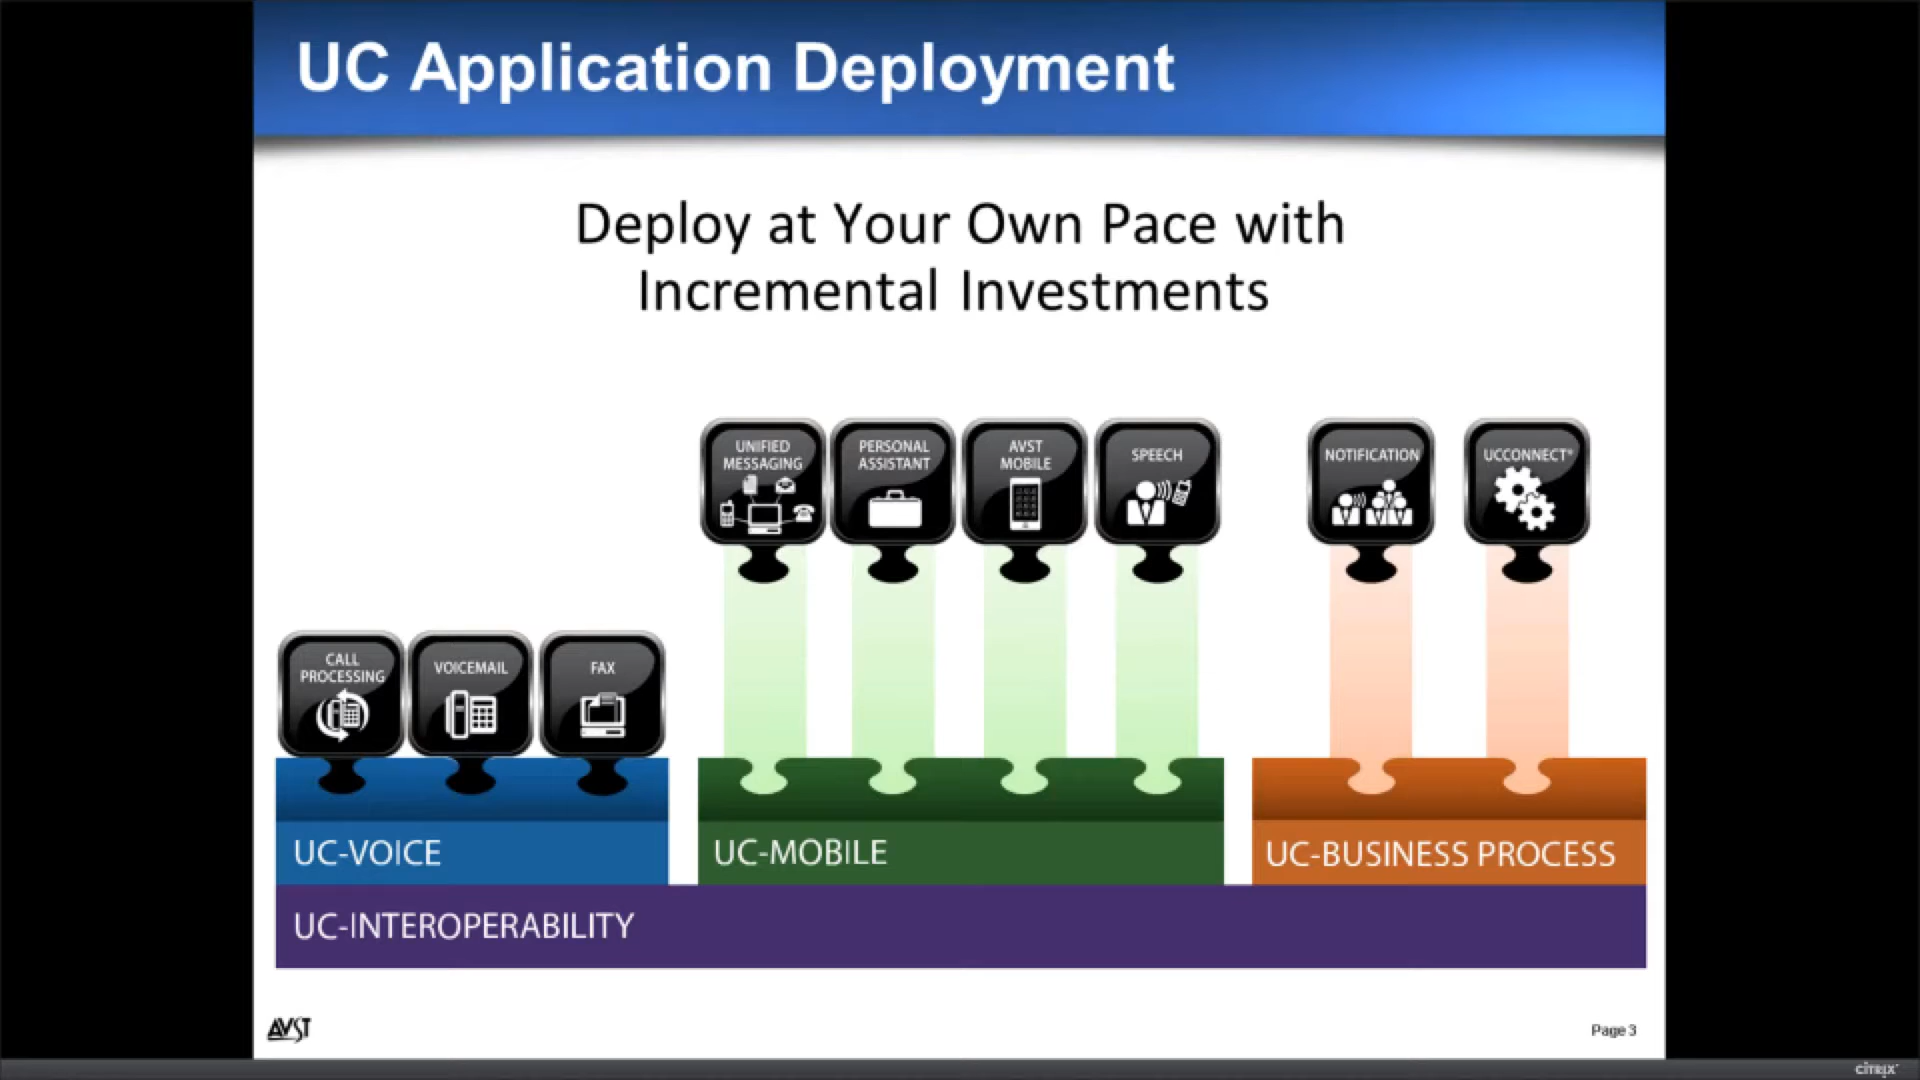 UC Application Deployment
Deploy at Your Own Pace with
Incremental Investments
UNIFIED
MESSAGING
PERSONAL
ASSISTANT
AVST
MOBILE
SPEECH
NOTIFICATION
UCCONNECT®
CALL
PROCESSING
VOICEMAIL
FAX
UC-VOICE
UC-MOBILE
UC-BUSINESS PROCESS
UC-INTEROPERABILITY
AVST
Page 3
CITRIX